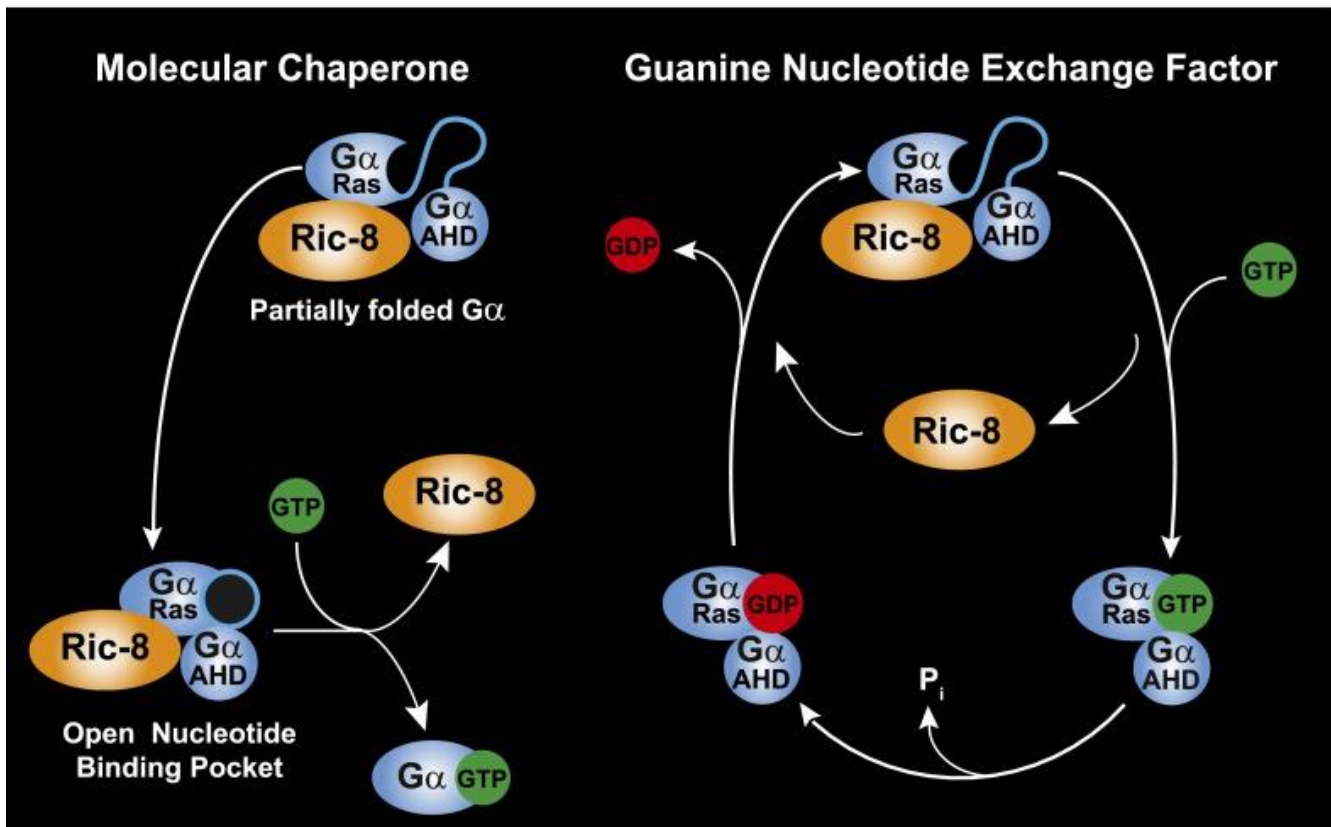 Molecular Chaperone
Gα
Ras
Gα
AHD
Ric-8
Partially folded Gα
GTP
Ric-8
Gα
Ras
Ric-8
Gα
AHD
Open Nucleotide
Binding Pocket
Gα
GTP
Guanine Nucleotide Exchange Factor
Gα
Ras
Gα
AHD
Ric-8
GDP
GTP
Ric-8
Gα
Ras
GDP
Gα
AHD
Gα
Ras
GTP
Gα
AHD
Pi